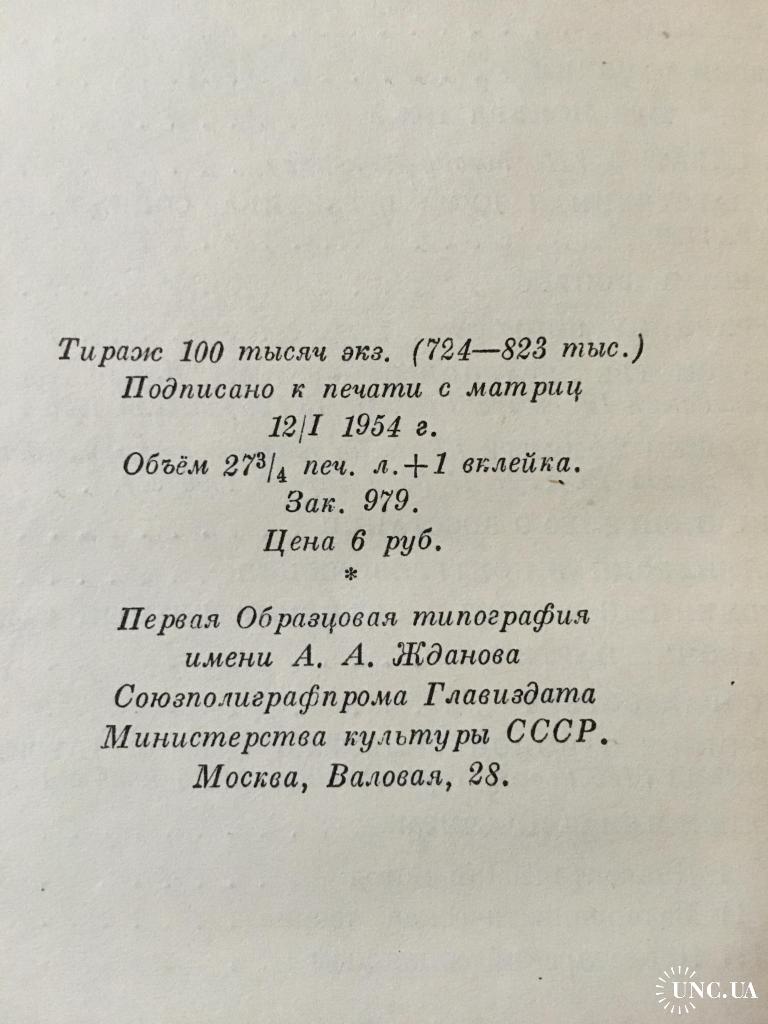 Тираж 100 тысяч экз. (724—823 тыс.)
Подписано к печати с матриц
12/I 1954 г.
Объём 27³/₄ печ. л.+1 вклейка.
Зак. 979.
Цена 6 руб.
*
Первая Образцовая типография
имени А. А. Жданова
Союзполиграфпрома Главиздата
Министерства культуры СССР.
Москва, Валовая, 28.
UNC.UA